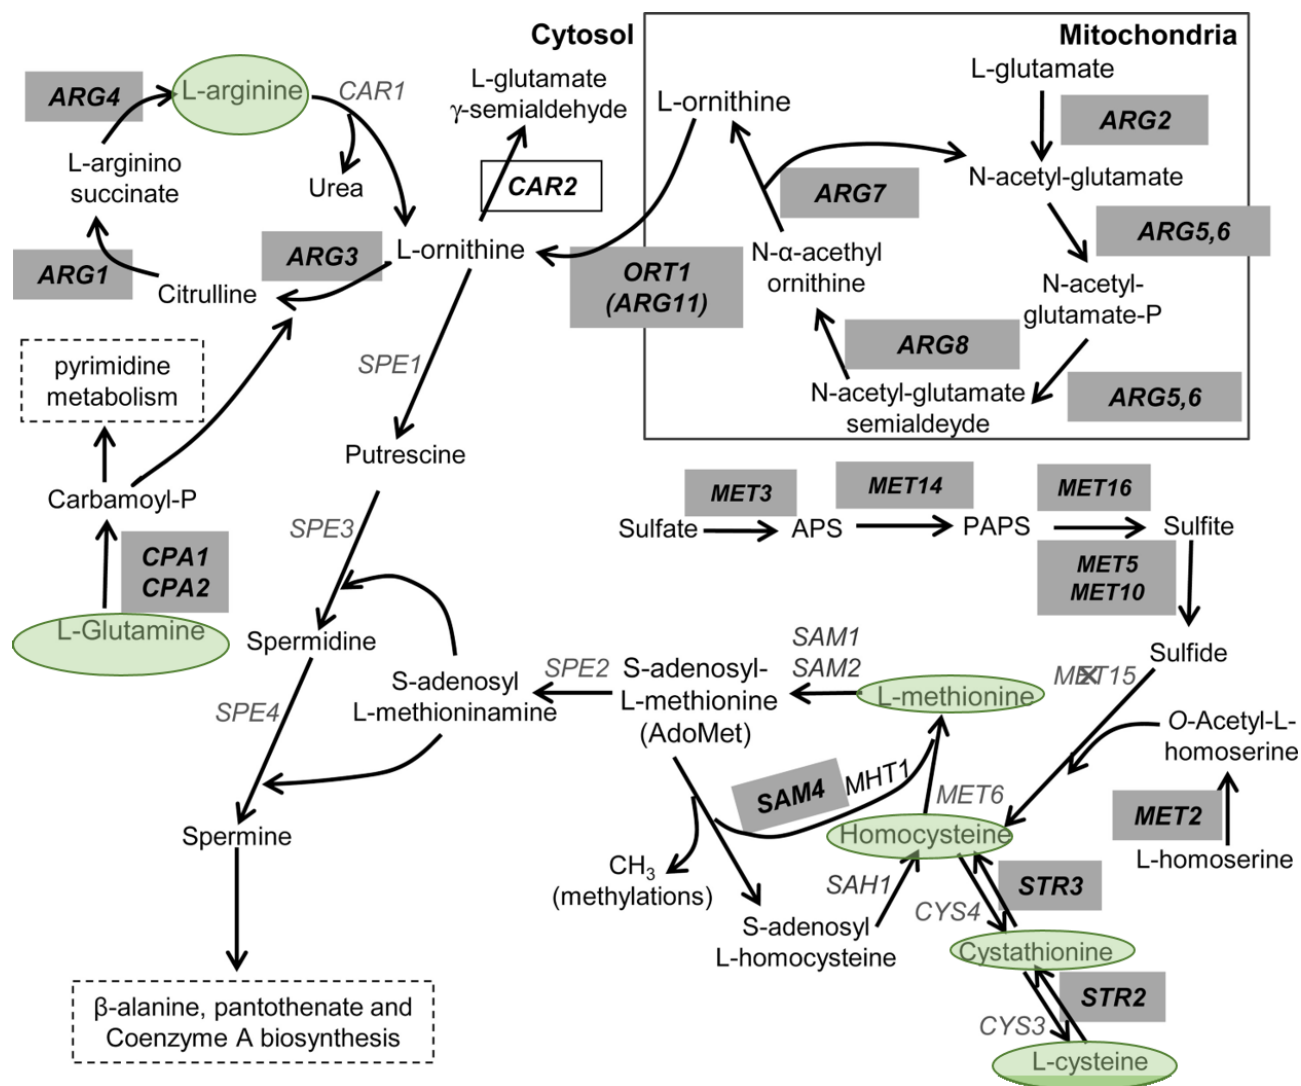 Cytosol
Mitochondria
L-glutamate
γ-semialdehyde
L-ornithine
L-glutamate
ARG4
L-arginine
CAR1
ARG2
L-arginino
succinate
Urea
CAR2
ARG7
N-acetyl-glutamate
ARG5,6
ARG1
ARG3
L-ornithine
Citrulline
ORT1
(ARG11)
N-α-acethyl
ornithine
N-acetyl-
glutamate-P
ARG8
pyrimidine
metabolism
SPE1
N-acetyl-glutamate
semialdeyde
ARG5,6
Putrescine
Carbamoyl-P
MET3
MET14
MET16
Sulfate
APS
PAPS
Sulfite
SPE3
CPA1
CPA2
MET5
MET10
L-Glutamine
Spermidine
SAM1
SAM2
Sulfide
SPE2
S-adenosyl-
L-methionine
(AdoMet)
L-methionine
MET15
S-adenosyl
L-methioninamine
SPE4
O-Acetyl-L-
homoserine
SAM4
MHT1
MET6
MET2
Spermine
Homocysteine
L-homoserine
CH3
(methylations)
SAH1
STR3
CYS4
S-adenosyl
L-homocysteine
Cystathionine
STR2
β-alanine, pantothenate and
Coenzyme A biosynthesis
CYS3
L-cysteine